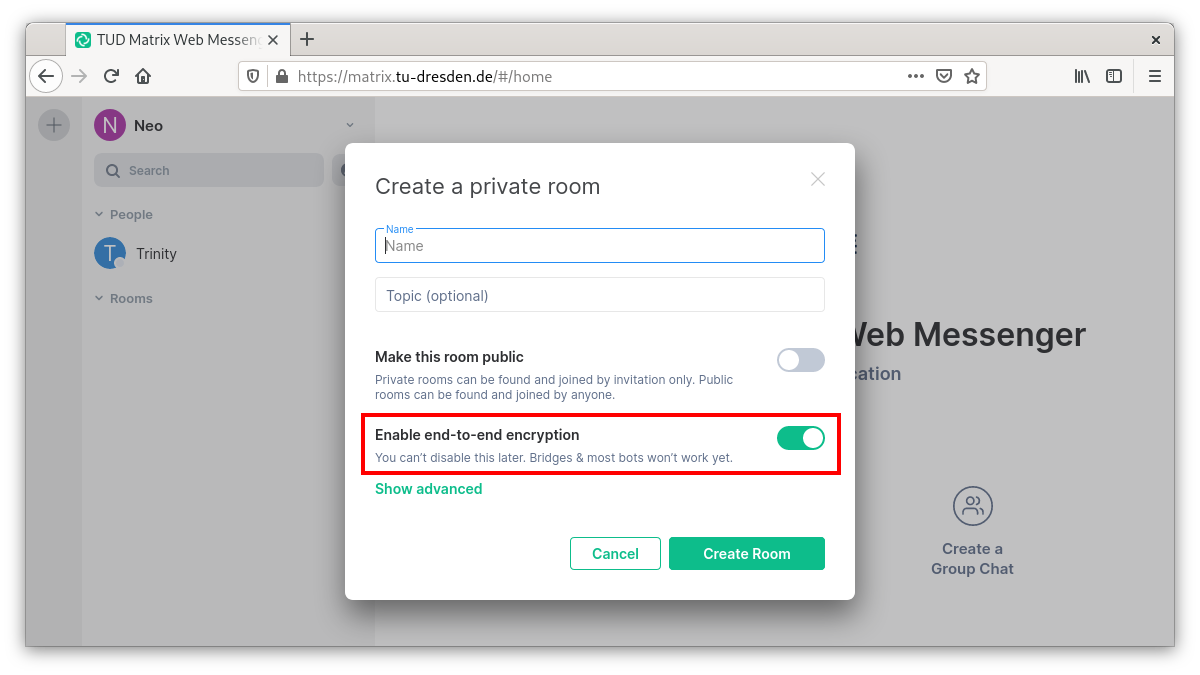 TUD Matrix Web Messeng
https://matrix.tu-dresden.de/#/home
N
Neo
Search
People
T
Trinity
Rooms
Create a private room
Name
Name
Topic (optional)
Make this room public
Private rooms can be found and joined by invitation only. Public
rooms can be found and joined by anyone.
Enable end-to-end encryption
You can't disable this later. Bridges & most bots won't work yet.
Show advanced
Cancel
Create Room
Messenger
Create a
Group Chat